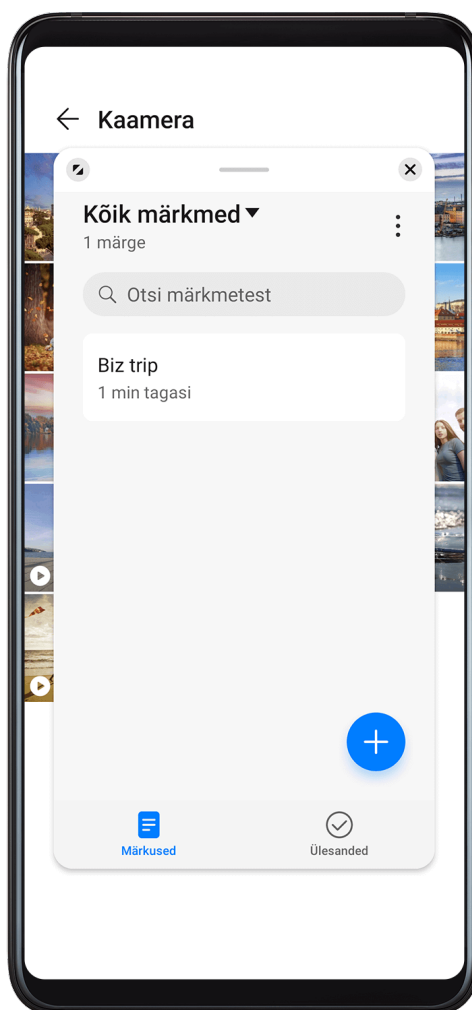 Kaamera
Kõik märkmed
1 märge
Otsi märkmetest
Biz trip
1 min tagasi
Märkused
Ülesanded